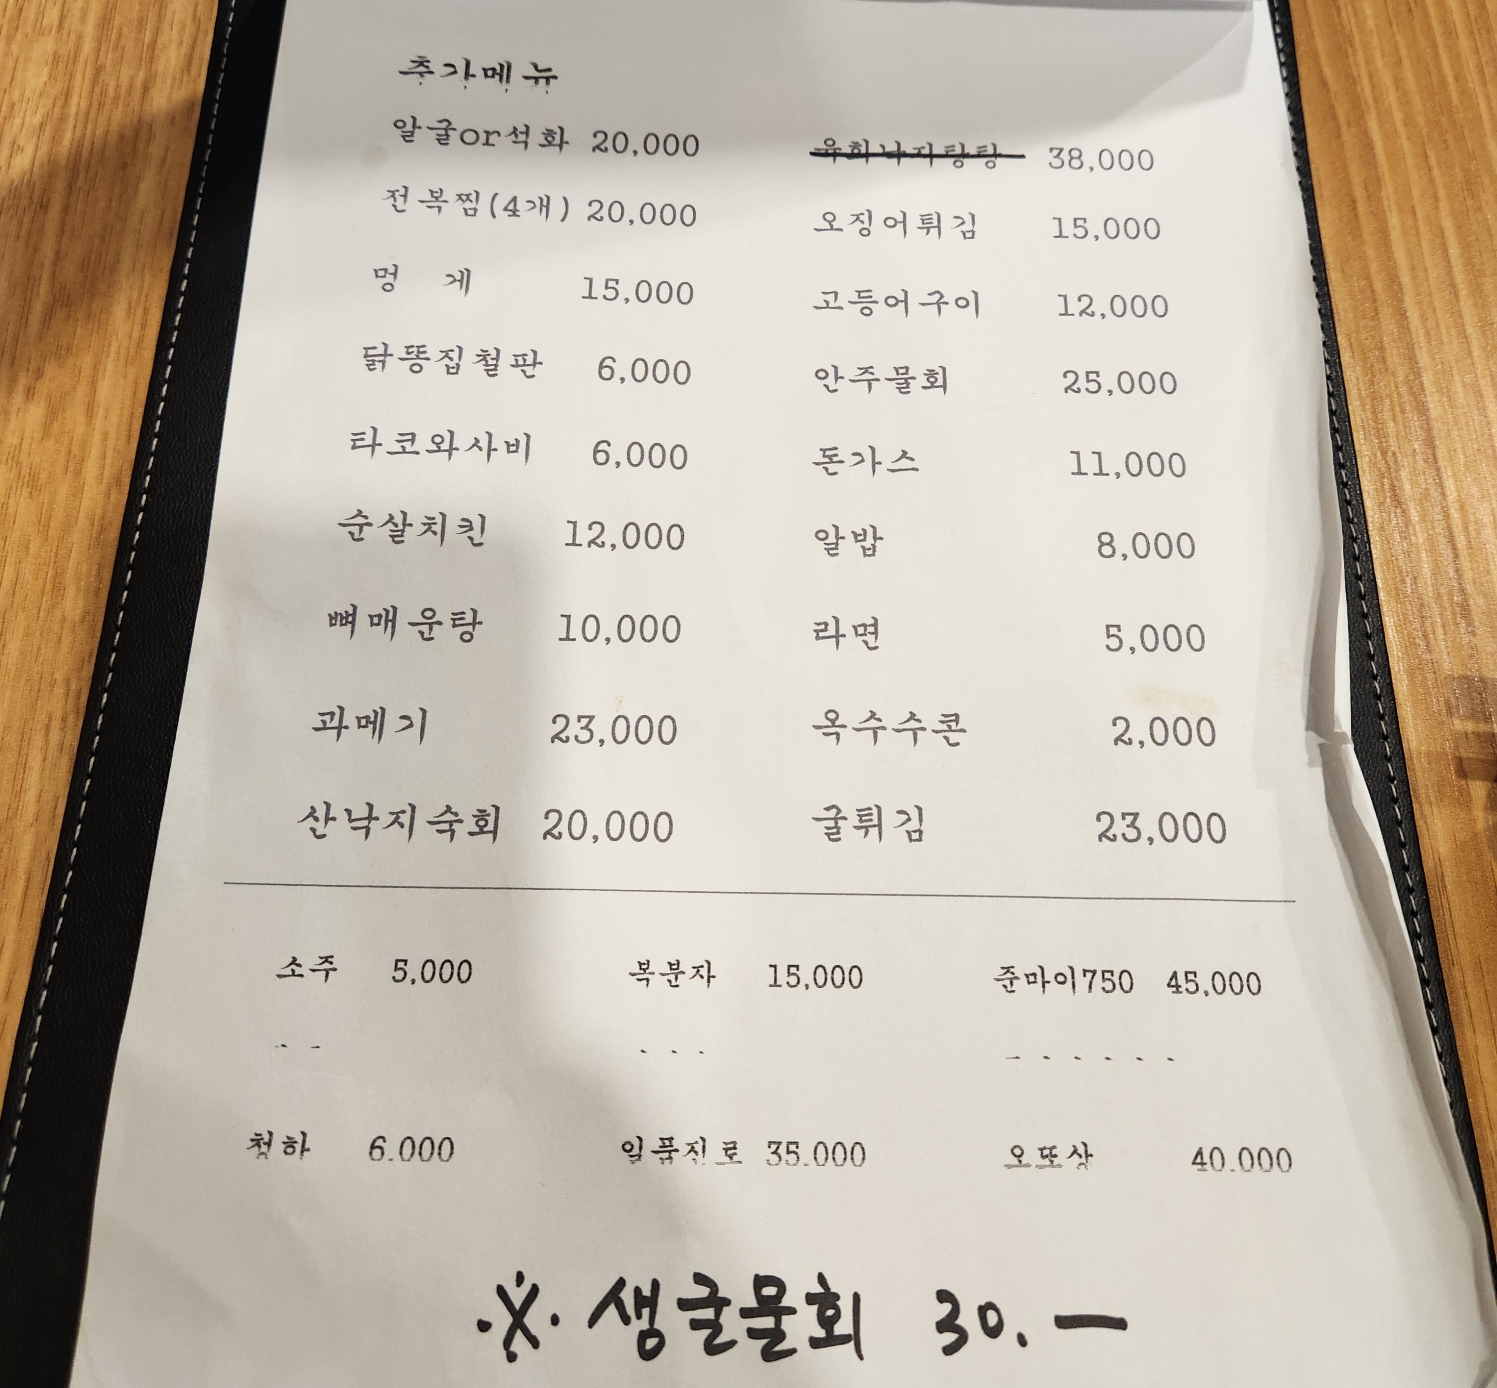 추가메뉴
알굴or석화 20,000
육회낙지탕탕 38,000
전복찜(4개) 20,000
오징어튀김 15,000
멍 게 15,000
고등어구이 12,000
닭똥집철판 6,000
안주물회 25,000
타코와사비 6,000
돈가스 11,000
순살치킨 12,000
알밥 8,000
뼈매운탕 10,000
라면 5,000
과메기 23,000
옥수수콘 2,000
산낙지숙회 20,000
굴튀김 23,000
소주 5,000 복분자 15,000 준마이750 45,000
청하 6.000 일품진로 35.000 오또상 40.000
※ 생굴물회 30.―